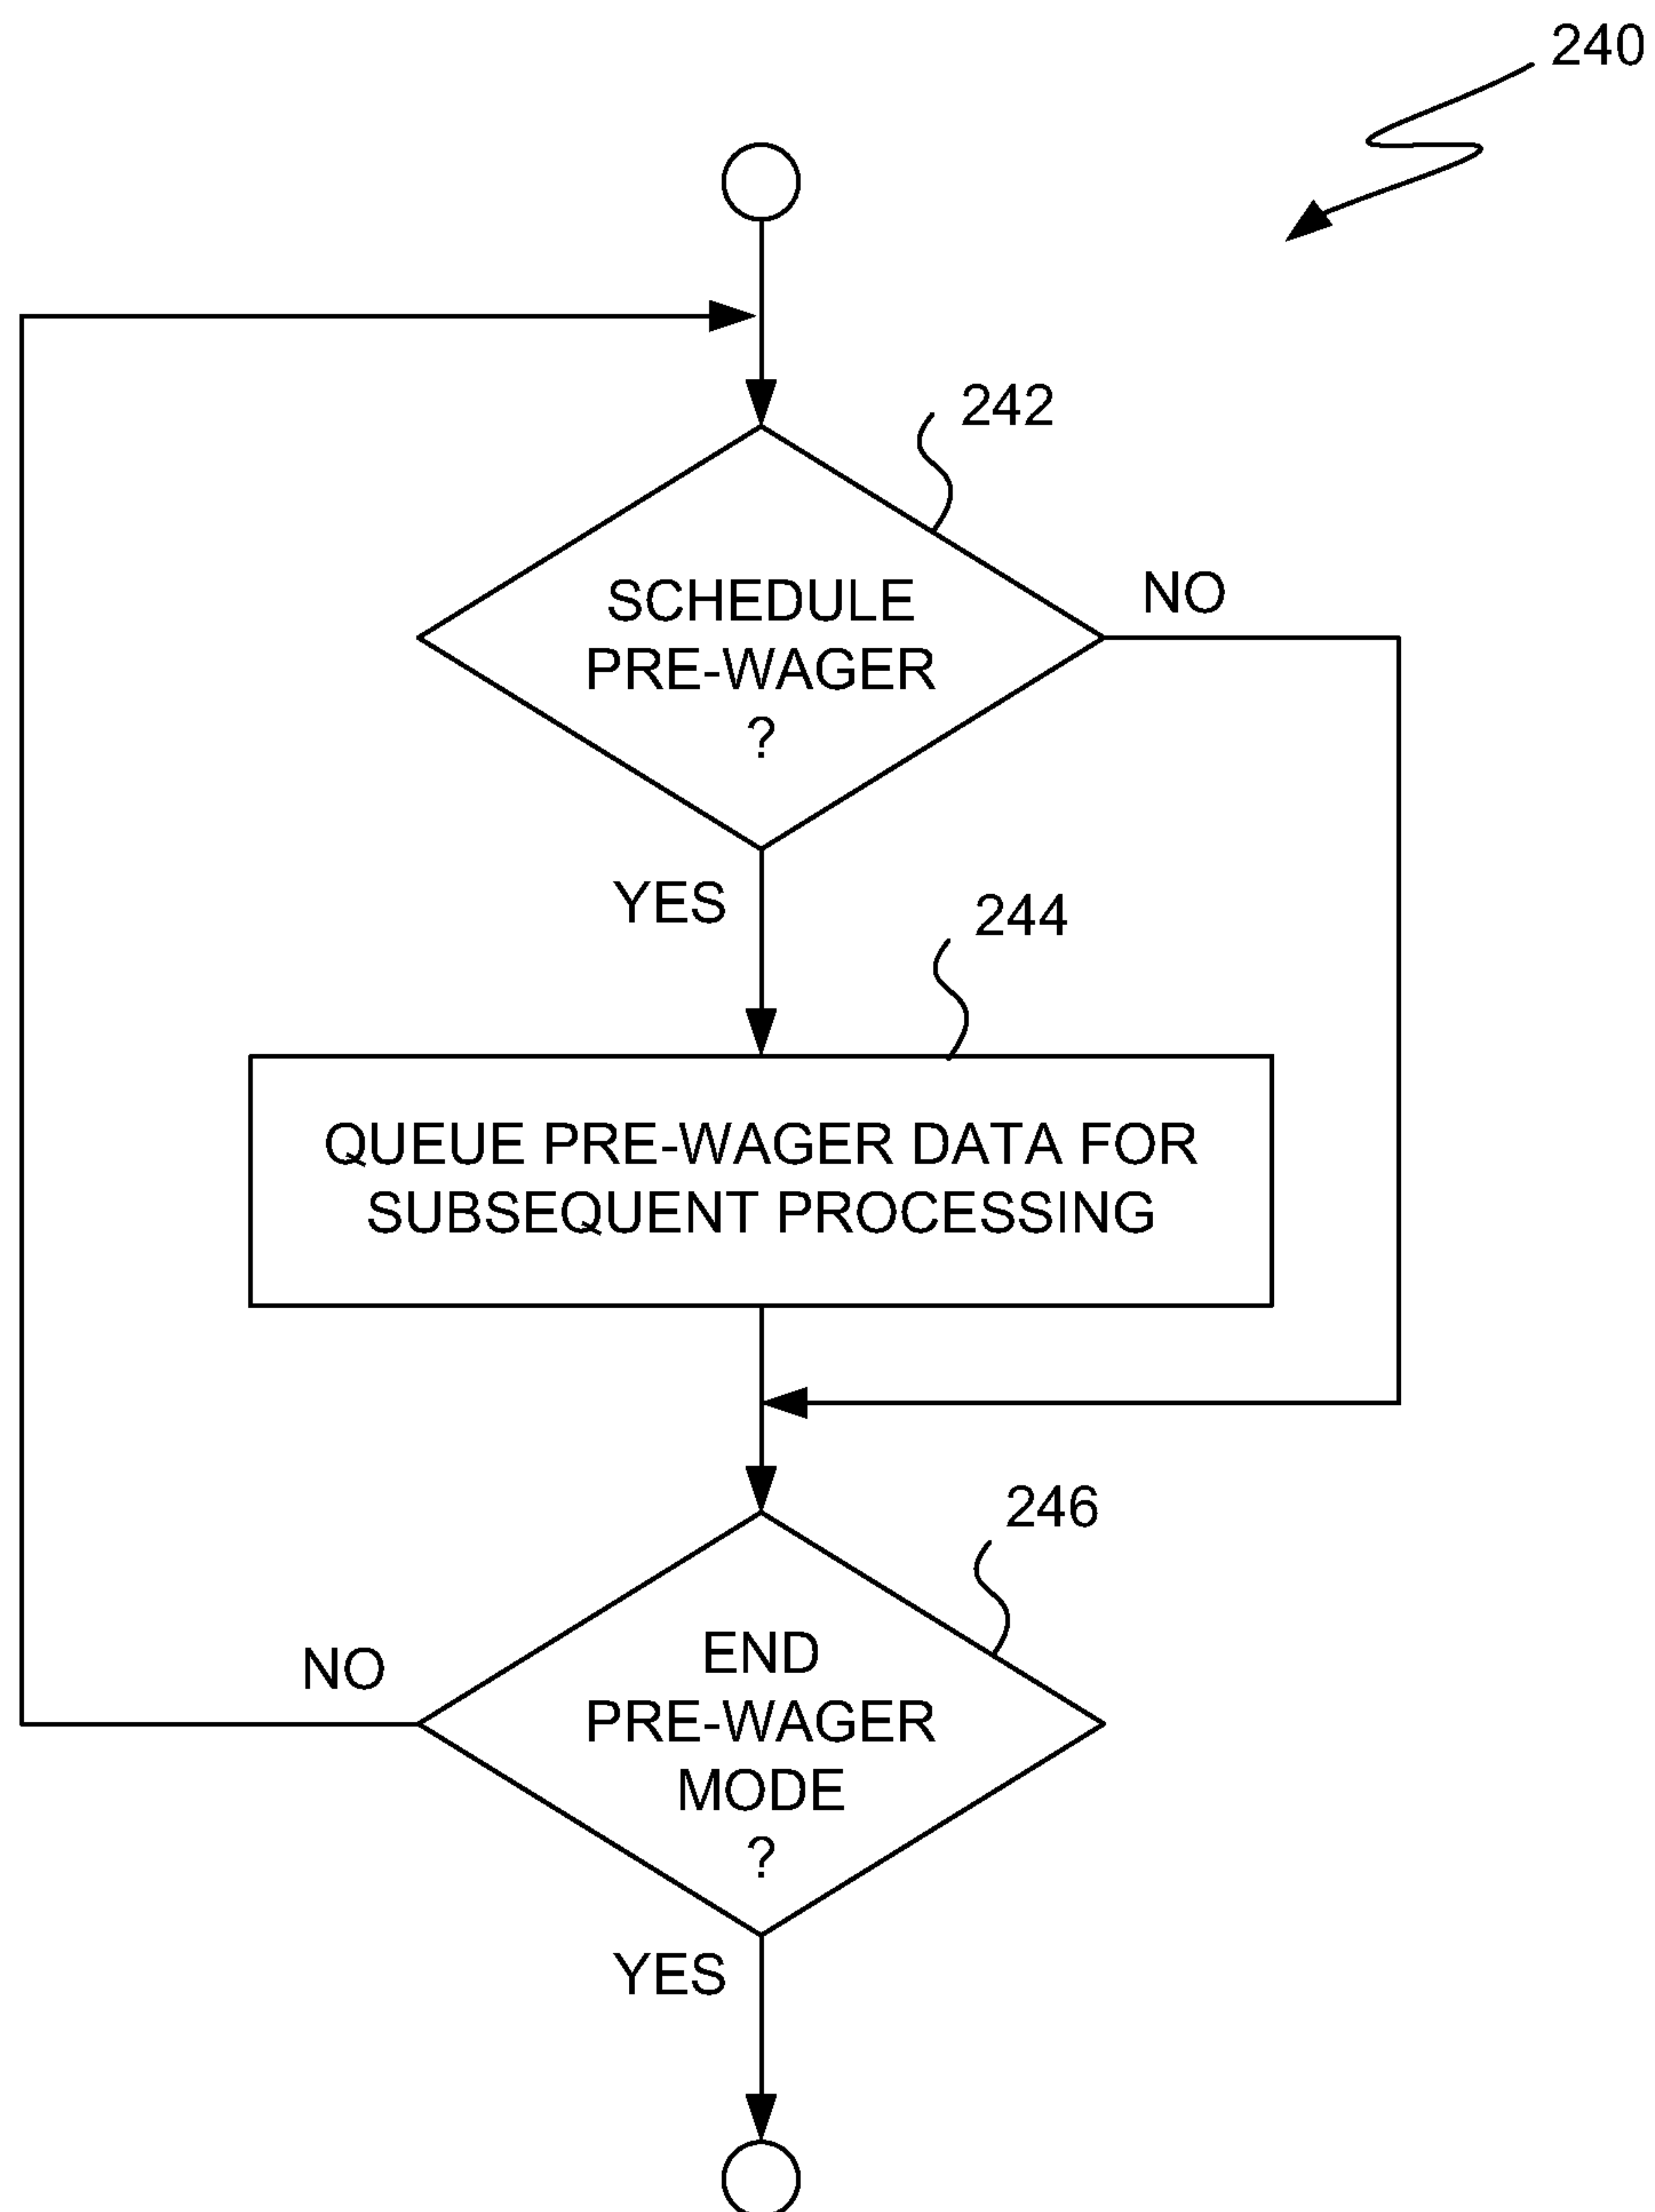 240
242
SCHEDULE
PRE-WAGER
?
NO
YES
244
QUEUE PRE-WAGER DATA FOR
SUBSEQUENT PROCESSING
246
END
PRE-WAGER
MODE
?
NO
YES